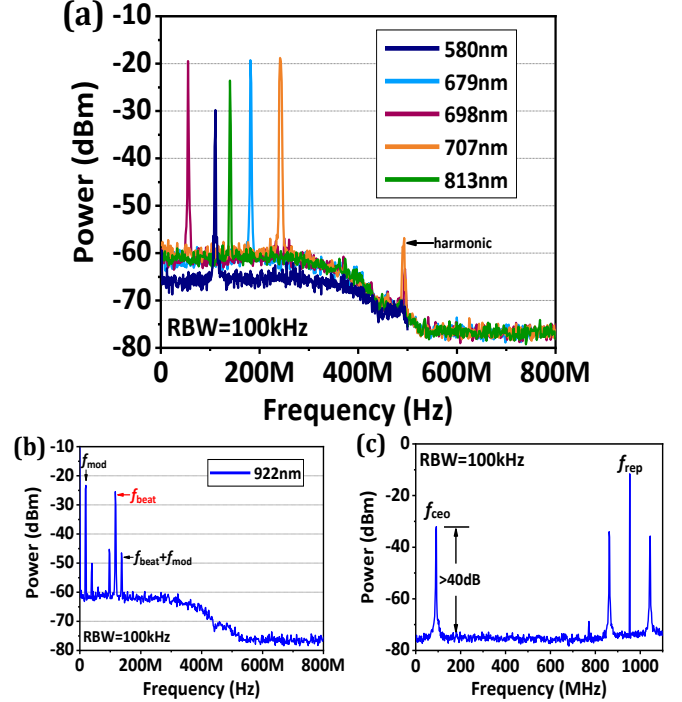 (a)
Power (dBm)
-10
-20
-30
-40
-50
-60
-70
-80
580nm
679nm
698nm
707nm
813nm
harmonic
RBW=100kHz
0 200M 400M 600M 800M
Frequency (Hz)
(b)
Power (dBm)
-10
-20
-30
-40
-50
-60
-70
-80
fmod
922nm
fbeat
fbeat+fmod
RBW=100kHz
0 200M 400M 600M 800M
Frequency (Hz)
(c)
Power (dBm)
0
-20
-40
-60
-80
RBW=100kHz
frep
fceo
>40dB
0 200 400 600 800 1000
Frequency (MHz)